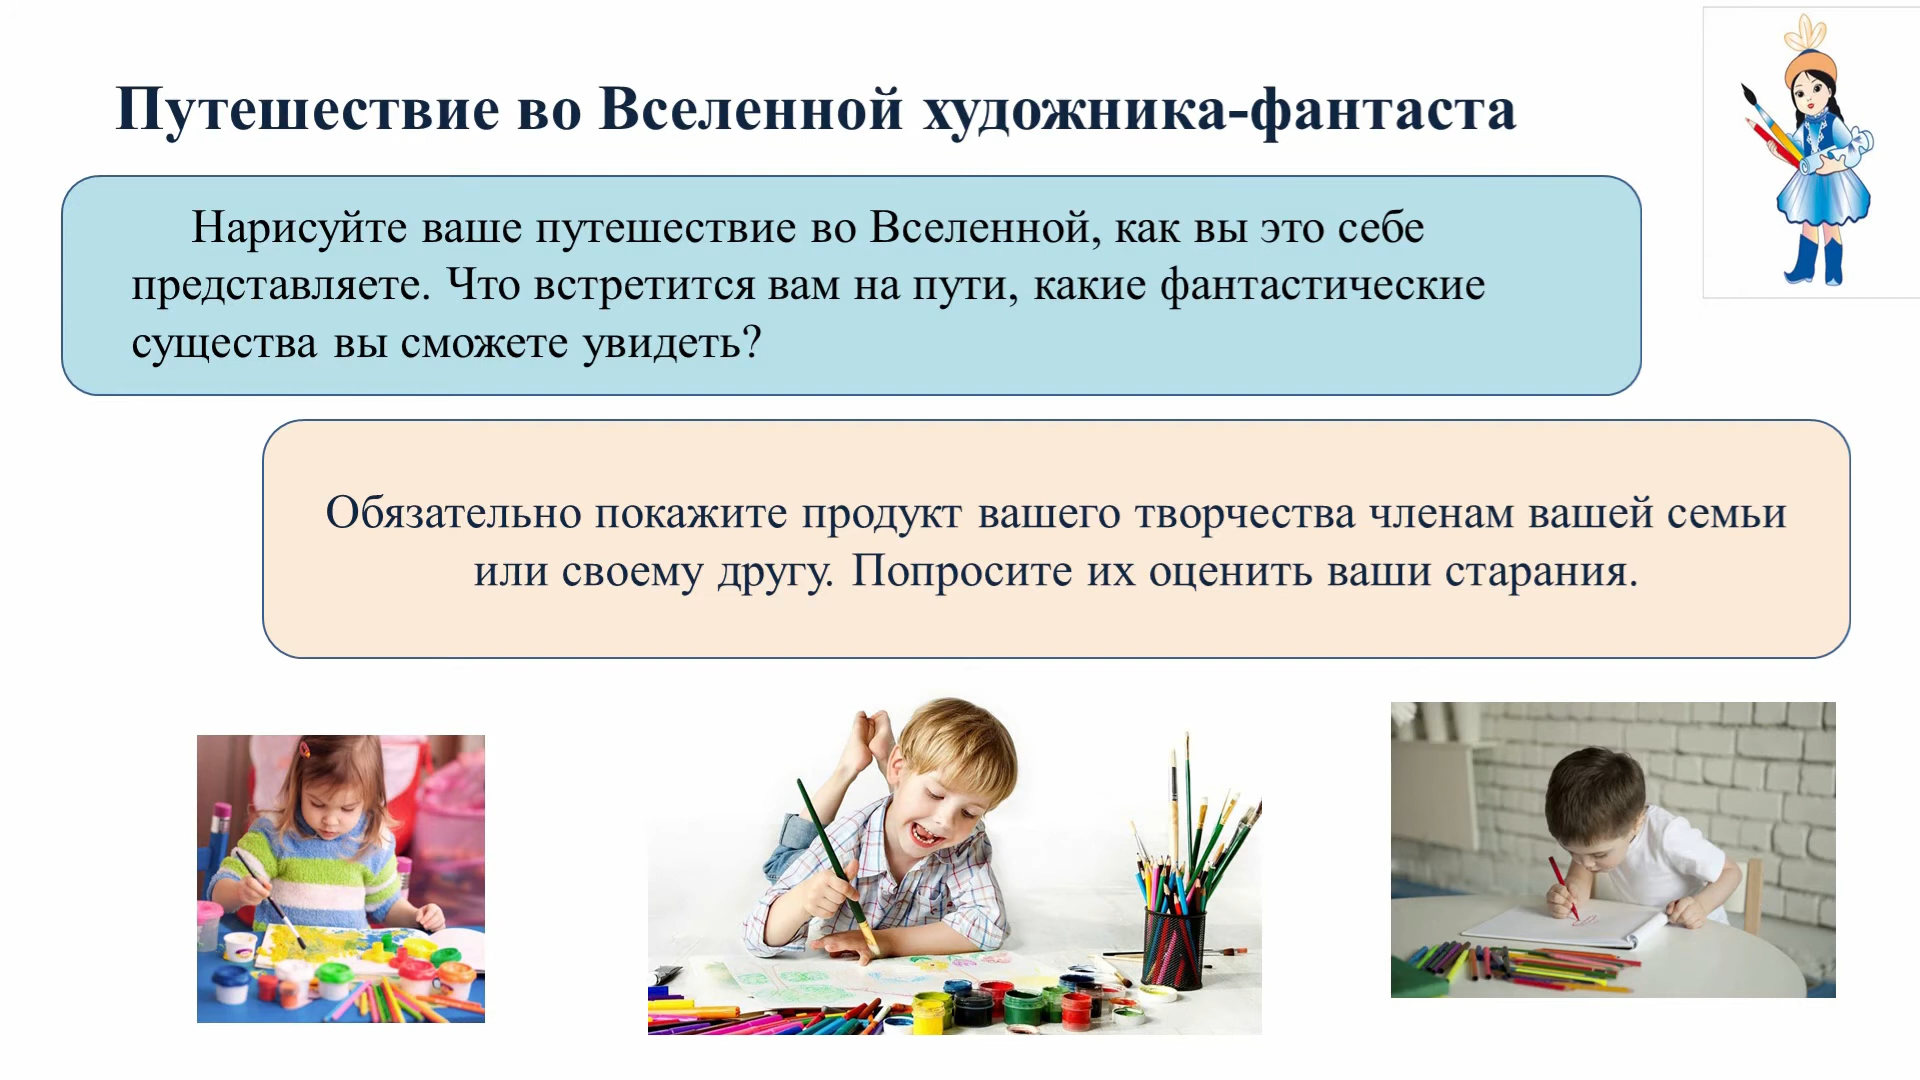 Путешествие во Вселенной художника-фантаста
Нарисуйте ваше путешествие во Вселенной, как вы это себе
представляете. Что встретится вам на пути, какие фантастические
существа вы сможете увидеть?
Обязательно покажите продукт вашего творчества членам вашей семьи
или своему другу. Попросите их оценить ваши старания.